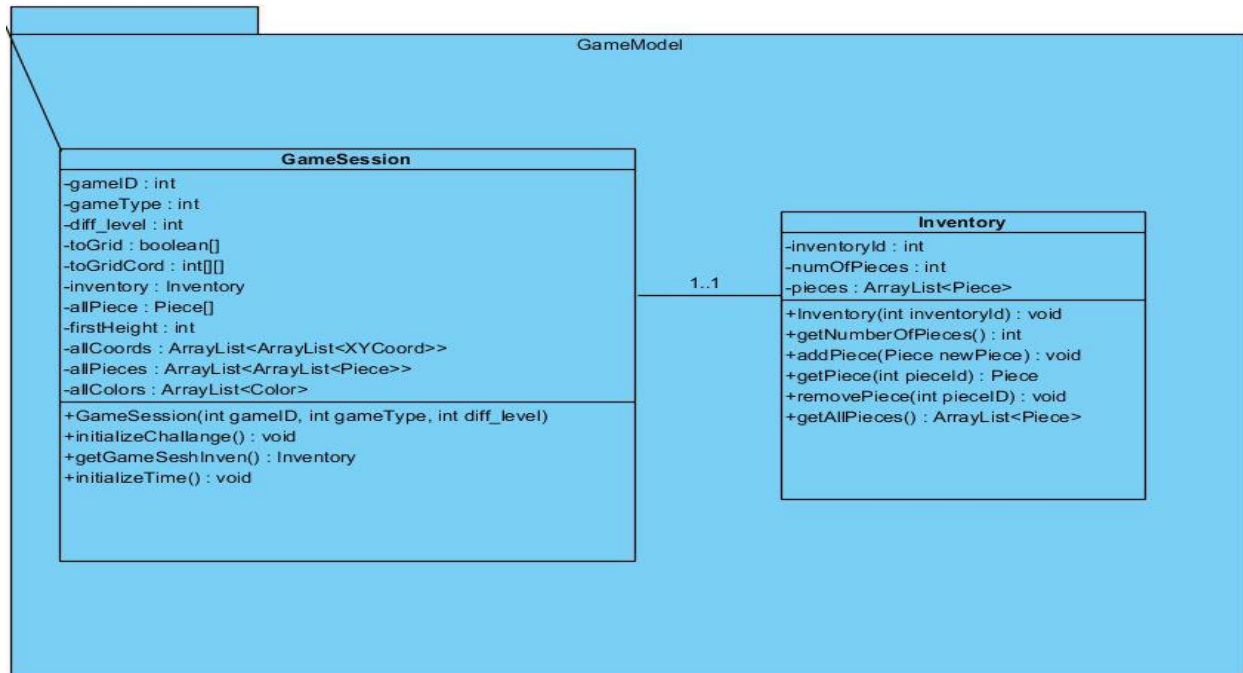 GameModel
GameSession
-gameID : int
-gameType : int
-diff_level : int
-toGrid : boolean[]
-toGridCord : int[][]
-inventory : Inventory
-allPiece : Piece[]
-firstHeight : int
-allCoords : ArrayList<ArrayList<XYCoord>>
-allPieces : ArrayList<ArrayList<Piece>>
-allColors : ArrayList<Color>
+GameSession(int gameID, int gameType, int diff_level)
+initializeChallange() : void
+getGameSeshInven() : Inventory
+initializeTime() : void
1..1
Inventory
-inventoryId : int
-numOfPieces : int
-pieces : ArrayList<Piece>
+Inventory(int inventoryId) : void
+getNumberOfPieces() : int
+addPiece(Piece newPiece) : void
+getPiece(int pieceId) : Piece
+removePiece(int pieceID) : void
+getAllPieces() : ArrayList<Piece>